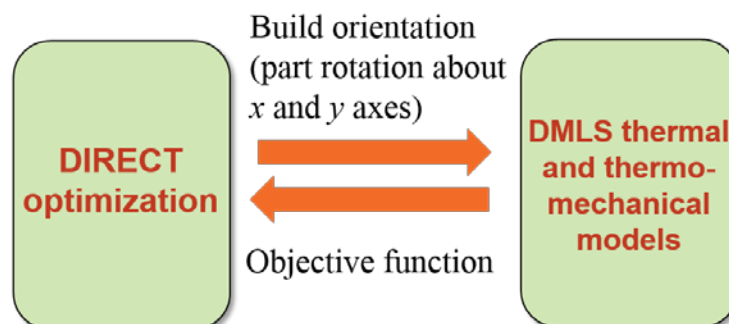 Build orientation
(part rotation about
x and y axes)
DIRECT
optimization
DMLS thermal
and thermo-
mechanical
models
Objective function